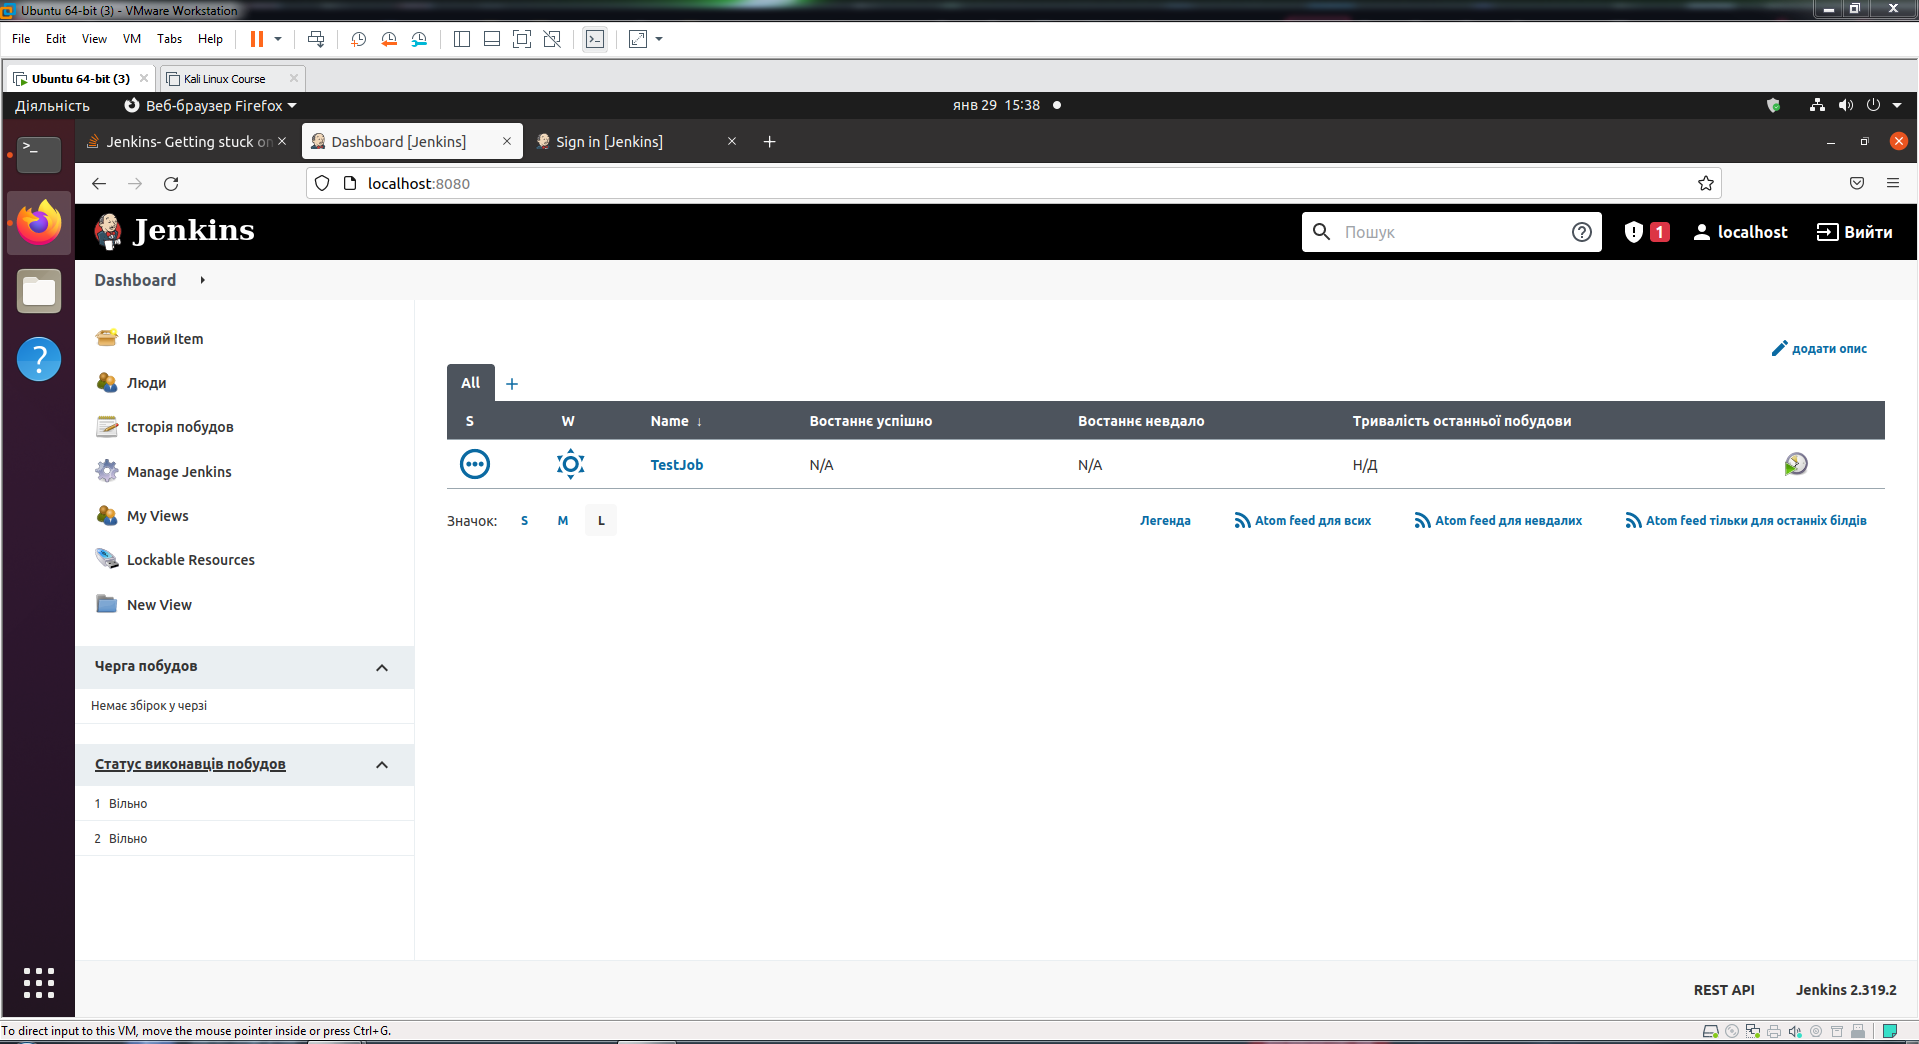 Ubuntu 64-bit (3) - VMware Workstation
File Edit View VM Tabs Help
Ubuntu 64-bit (3) Kali Linux Course
Діяльність Веб-браузер Firefox янв 29 15:38
Jenkins- Getting stuck on Dashboard [Jenkins] Sign in [Jenkins]
localhost:8080
Jenkins Пошук 1 localhost Выйти
Dashboard
Новий Item
Люди
Історія побудов
Manage Jenkins
My Views
Lockable Resources
New View
Черга побудов
Немає збірок у черзі
Статус виконавців побудов
1 Вільно
2 Вільно
додати опис
All +
S W Name ↓ Востаннє успішно Востаннє невдало Тривалість останньої побудови
TestJob N/A N/A Н/Д
Значок: S M L Легенда Atom feed для всих Atom feed для невдалих Atom feed тільки для останніх білдів
REST API Jenkins 2.319.2
To direct input to this VM, move the mouse pointer inside or press Ctrl+G.